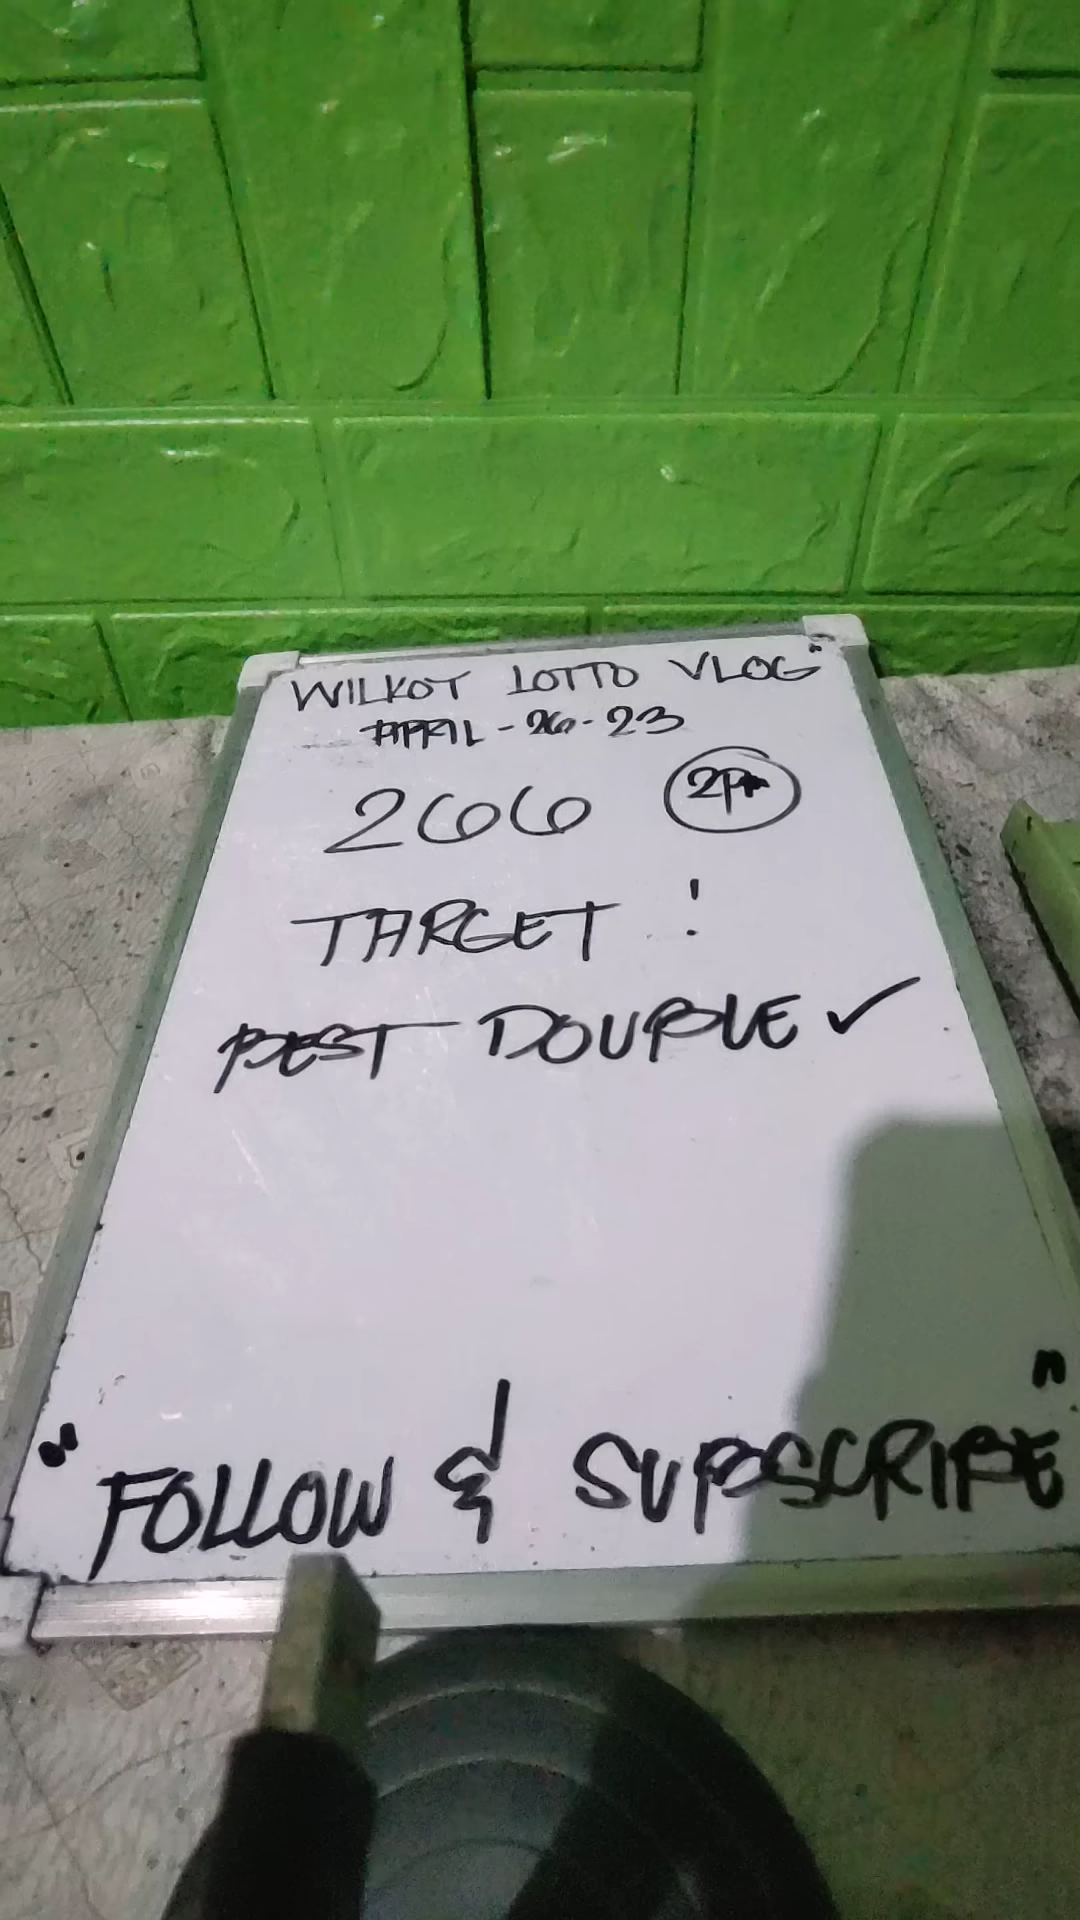 WILKOT LOTTO VLOG"
APRIL - 26 - 23
266 2PM
TARGET !
BEST DOUBLE ✓
"FOLLOW & SUBSCRIBE"